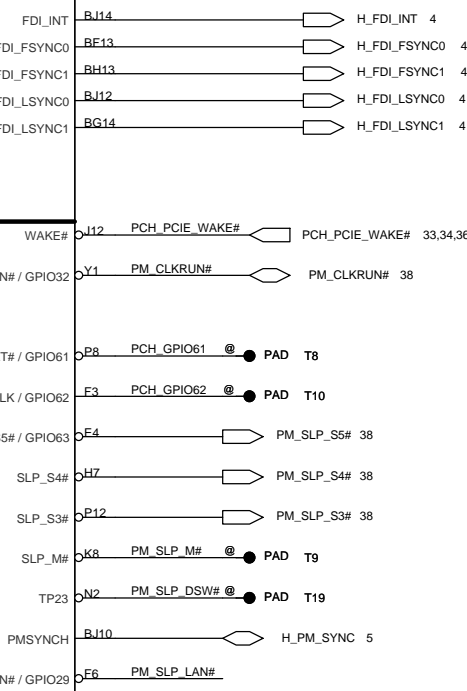 FDI_INT BJ14 H_FDI_INT 4
FDI_FSYNC0 BF13 H_FDI_FSYNC0 4
FDI_FSYNC1 BH13 H_FDI_FSYNC1 4
FDI_LSYNC0 BJ12 H_FDI_LSYNC0 4
FDI_LSYNC1 BG14 H_FDI_LSYNC1 4
WAKE# J12 PCH_PCIE_WAKE# PCH_PCIE_WAKE# 33,34,36
N# / GPIO32 Y1 PM_CLKRUN# PM_CLKRUN# 38
T# / GPIO61 P8 PCH_GPIO61 @ PAD T8
LK / GPIO62 F3 PCH_GPIO62 @ PAD T10
5# / GPIO63 E4 PM_SLP_S5# 38
SLP_S4# H7 PM_SLP_S4# 38
SLP_S3# P12 PM_SLP_S3# 38
SLP_M# K8 PM_SLP_M# @ PAD T9
TP23 N2 PM_SLP_DSW# @ PAD T19
PMSYNCH BJ10 H_PM_SYNC 5
N# / GPIO29 F6 PM_SLP_LAN#